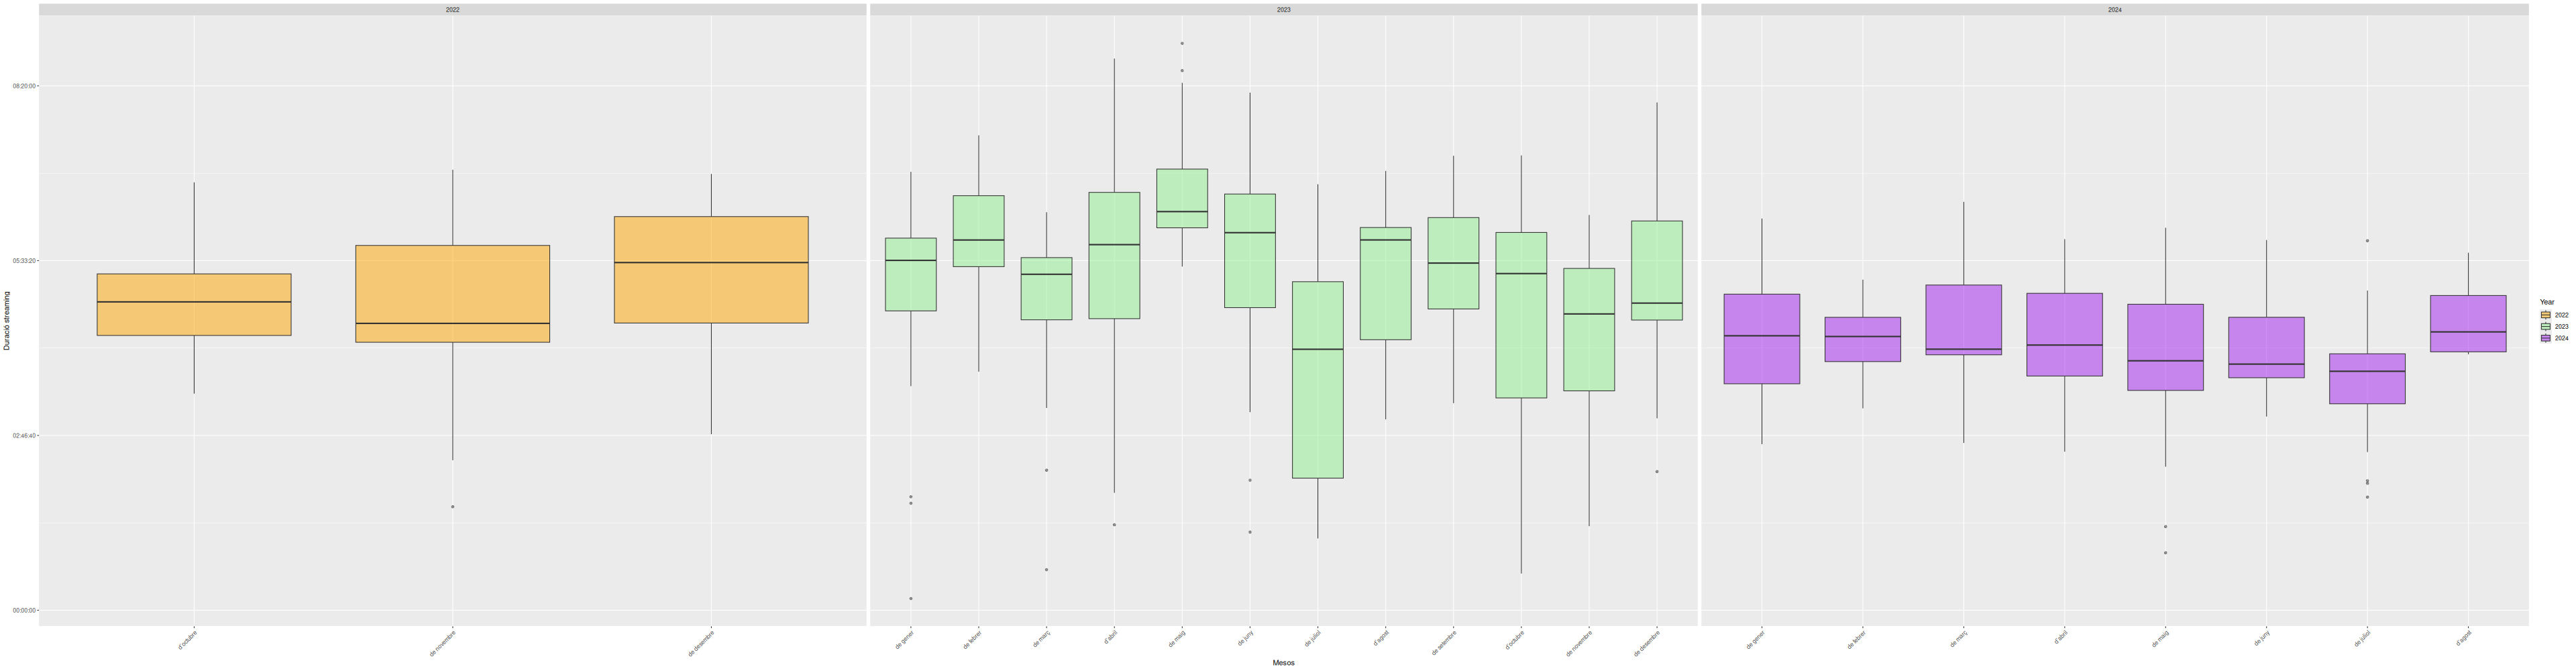 2022
2023
2024
08:20:00
05:33:20
02:46:40
00:00:00
Duració streaming
d'octubre
de novembre
de desembre
de gener
de febrer
de març
d'abril
de maig
de juny
de juliol
d'agost
de setembre
d'octubre
de novembre
de desembre
de gener
de febrer
de març
d'abril
de maig
de juny
de juliol
d'agost
Mesos
Year
2022
2023
2024